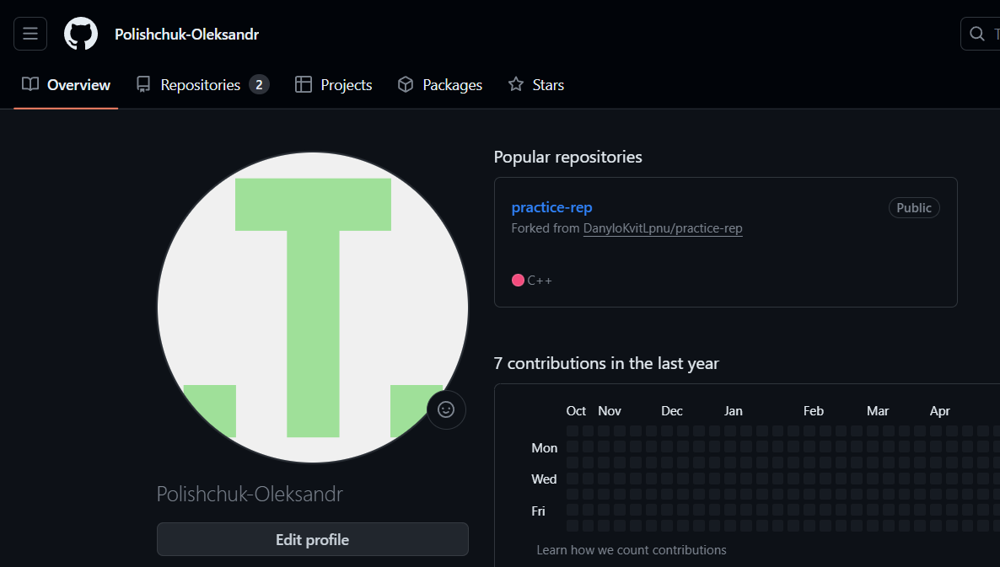 Polishchuk-Oleksandr
Overview Repositories 2 Projects Packages Stars
Popular repositories
practice-rep Public
Forked from DanyloKvitLpnu/practice-rep
C++
7 contributions in the last year
Oct Nov Dec Jan Feb Mar Apr
Mon
Wed
Fri
Learn how we count contributions
Polishchuk-Oleksandr
Edit profile